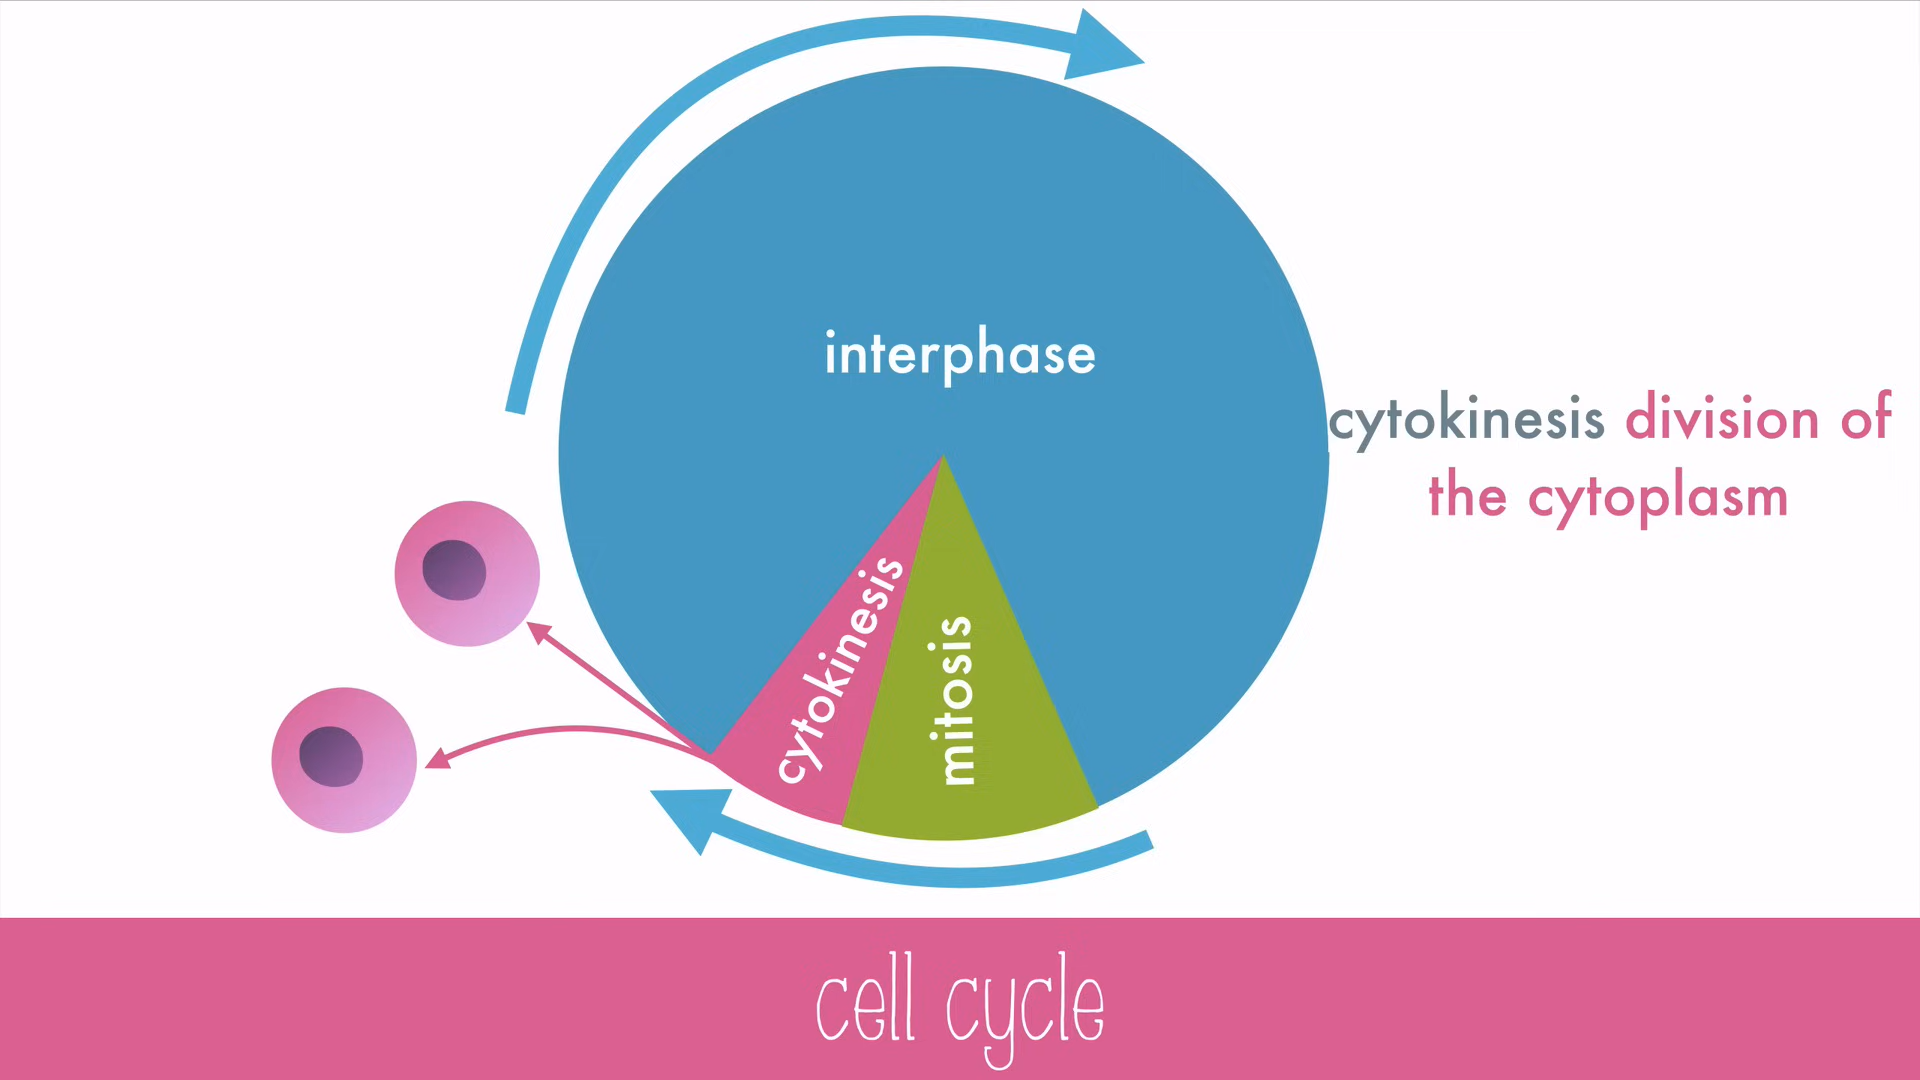 interphase
cytokinesis division of
the cytoplasm
cytokinesis
mitosis
cell cycle